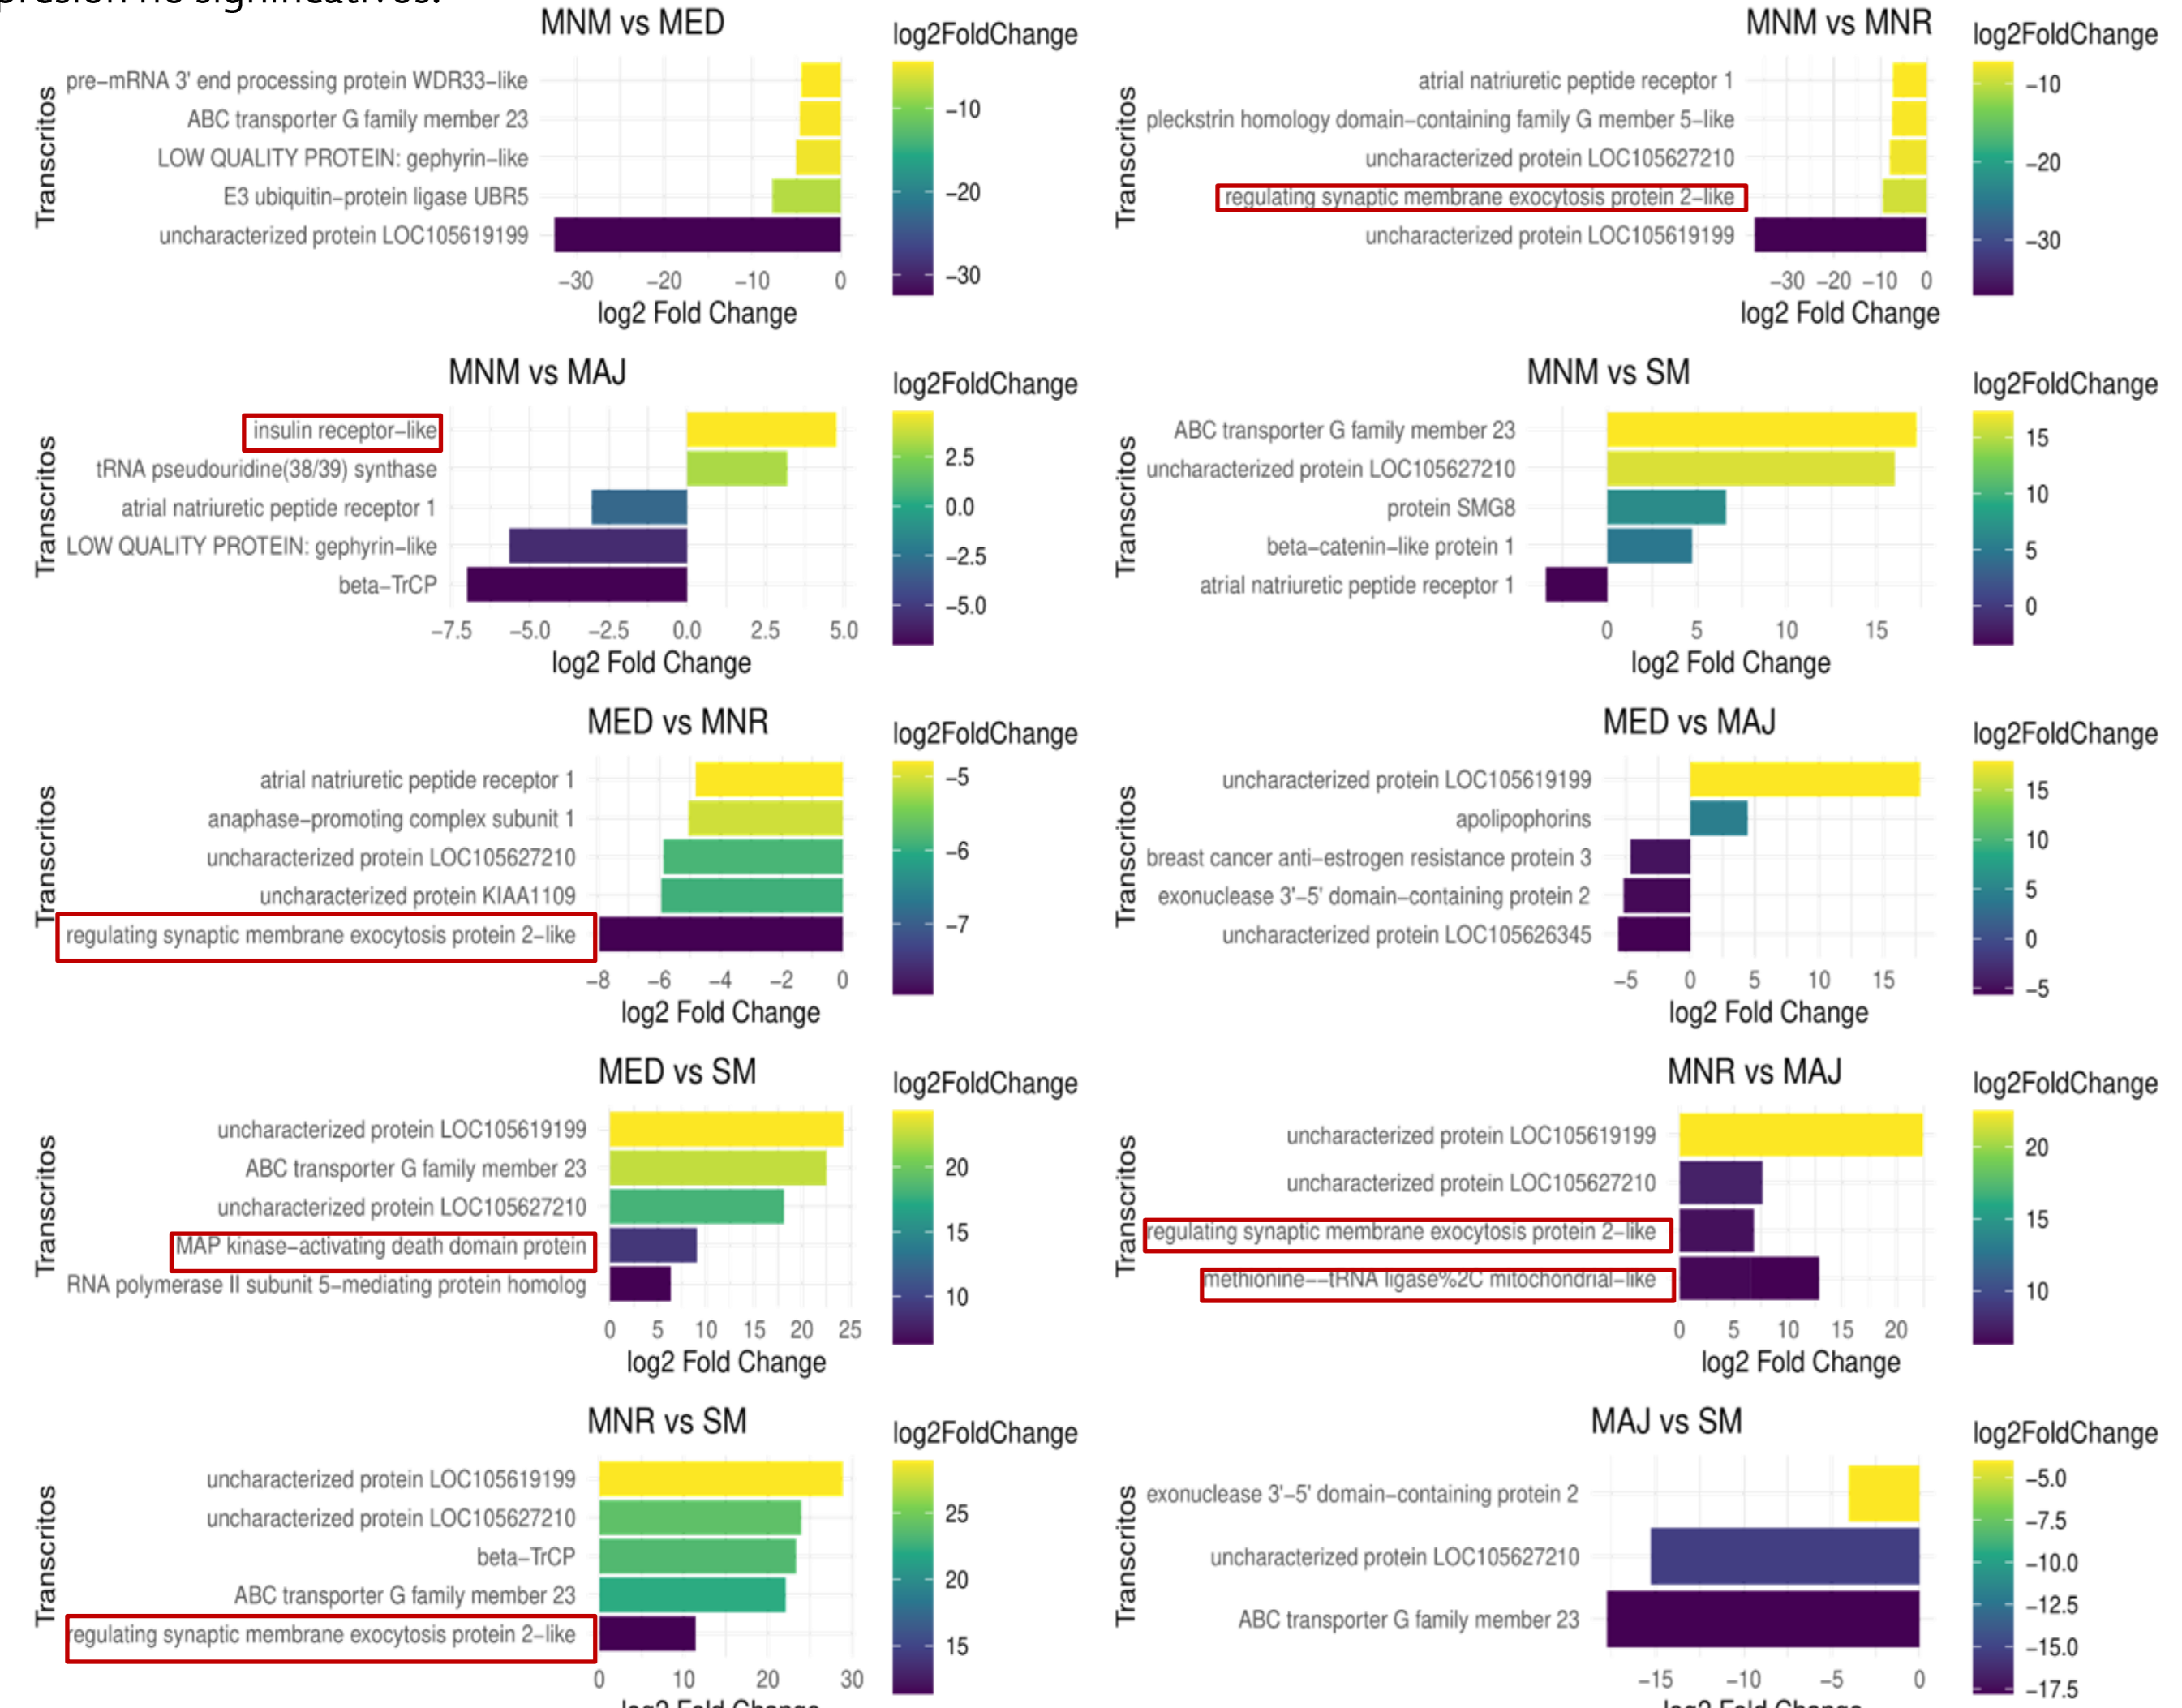 presión no significativos.
MNM vs MED
log2FoldChange
Transcritos
pre−mRNA 3' end processing protein WDR33−like
ABC transporter G family member 23
LOW QUALITY PROTEIN: gephyrin−like
E3 ubiquitin−protein ligase UBR5
uncharacterized protein LOC105619199
−30 −20 −10 0
log2 Fold Change
−10
−20
−30
MNM vs MNR
log2FoldChange
Transcritos
atrial natriuretic peptide receptor 1
pleckstrin homology domain−containing family G member 5−like
uncharacterized protein LOC105627210
regulating synaptic membrane exocytosis protein 2−like
uncharacterized protein LOC105619199
−30 −20 −10 0
log2 Fold Change
−10
−20
−30
MNM vs MAJ
log2FoldChange
Transcritos
insulin receptor−like
tRNA pseudouridine(38/39) synthase
atrial natriuretic peptide receptor 1
LOW QUALITY PROTEIN: gephyrin−like
beta−TrCP
−7.5 −5.0 −2.5 0.0 2.5 5.0
log2 Fold Change
2.5
0.0
−2.5
−5.0
MNM vs SM
log2FoldChange
Transcritos
ABC transporter G family member 23
uncharacterized protein LOC105627210
protein SMG8
beta−catenin−like protein 1
atrial natriuretic peptide receptor 1
0 5 10 15
log2 Fold Change
15
10
5
0
MED vs MNR
log2FoldChange
Transcritos
atrial natriuretic peptide receptor 1
anaphase−promoting complex subunit 1
uncharacterized protein LOC105627210
uncharacterized protein KIAA1109
regulating synaptic membrane exocytosis protein 2−like
−8 −6 −4 −2 0
log2 Fold Change
−5
−6
−7
MED vs MAJ
log2FoldChange
Transcritos
uncharacterized protein LOC105619199
apolipophorins
breast cancer anti−estrogen resistance protein 3
exonuclease 3'−5' domain−containing protein 2
uncharacterized protein LOC105626345
−5 0 5 10 15
log2 Fold Change
15
10
5
0
−5
MED vs SM
log2FoldChange
Transcritos
uncharacterized protein LOC105619199
ABC transporter G family member 23
uncharacterized protein LOC105627210
MAP kinase−activating death domain protein
RNA polymerase II subunit 5−mediating protein homolog
0 5 10 15 20 25
log2 Fold Change
20
15
10
MNR vs MAJ
log2FoldChange
Transcritos
uncharacterized protein LOC105619199
uncharacterized protein LOC105627210
regulating synaptic membrane exocytosis protein 2−like
methionine−−tRNA ligase%2C mitochondrial−like
0 5 10 15 20
log2 Fold Change
20
15
10
MNR vs SM
log2FoldChange
Transcritos
uncharacterized protein LOC105619199
uncharacterized protein LOC105627210
beta−TrCP
ABC transporter G family member 23
regulating synaptic membrane exocytosis protein 2−like
0 10 20 30
log2 Fold Change
25
20
15
MAJ vs SM
log2FoldChange
Transcritos
exonuclease 3'−5' domain−containing protein 2
uncharacterized protein LOC105627210
ABC transporter G family member 23
−15 −10 −5 0
log2 Fold Change
−5.0
−7.5
−10.0
−12.5
−15.0
−17.5